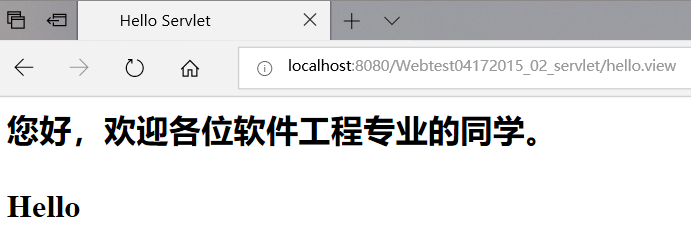 Hello Servlet
localhost:8080/Webtest04172015_02_servlet/hello.view
您好，欢迎各位软件工程专业的同学。
Hello